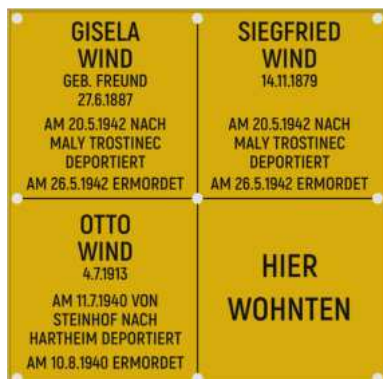 GISELA
WIND
GEB. FREUND
27.6.1887
AM 20.5.1942 NACH
MALY TROSTINEC
DEPORTIERT
AM 26.5.1942 ERMORDET
SIEGFRIED
WIND
14.11.1879
AM 20.5.1942 NACH
MALY TROSTINEC
DEPORTIERT
AM 26.5.1942 ERMORDET
OTTO
WIND
4.7.1913
AM 11.7.1940 VON
STEINHOF NACH
HARTHEIM DEPORTIERT
AM 10.8.1940 ERMORDET
HIER
WOHNTEN